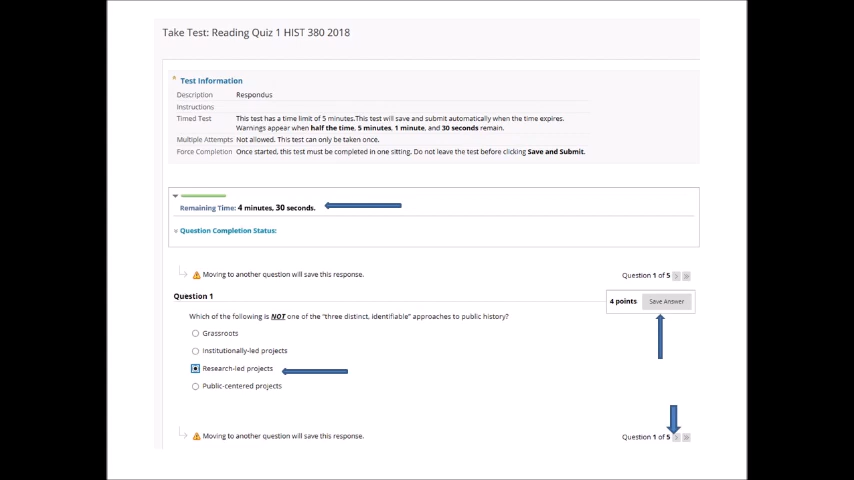 Take Test: Reading Quiz 1 HIST 380 2018
* Test Information
Description Respondus
Instructions
Timed Test This test has a time limit of 5 minutes.This test will save and submit automatically when the time expires.
Warnings appear when half the time, 5 minutes, 1 minute, and 30 seconds remain.
Multiple Attempts Not allowed. This test can only be taken once.
Force Completion Once started, this test must be completed in one sitting. Do not leave the test before clicking Save and Submit.
Remaining Time: 4 minutes, 30 seconds.
Question Completion Status:
Moving to another question will save this response. Question 1 of 5
Question 1
4 points Save Answer
Which of the following is NOT one of the "three distinct, identifiable" approaches to public history?
Grassroots
Institutionally-led projects
Research-led projects
Public-centered projects
Moving to another question will save this response. Question 1 of 5